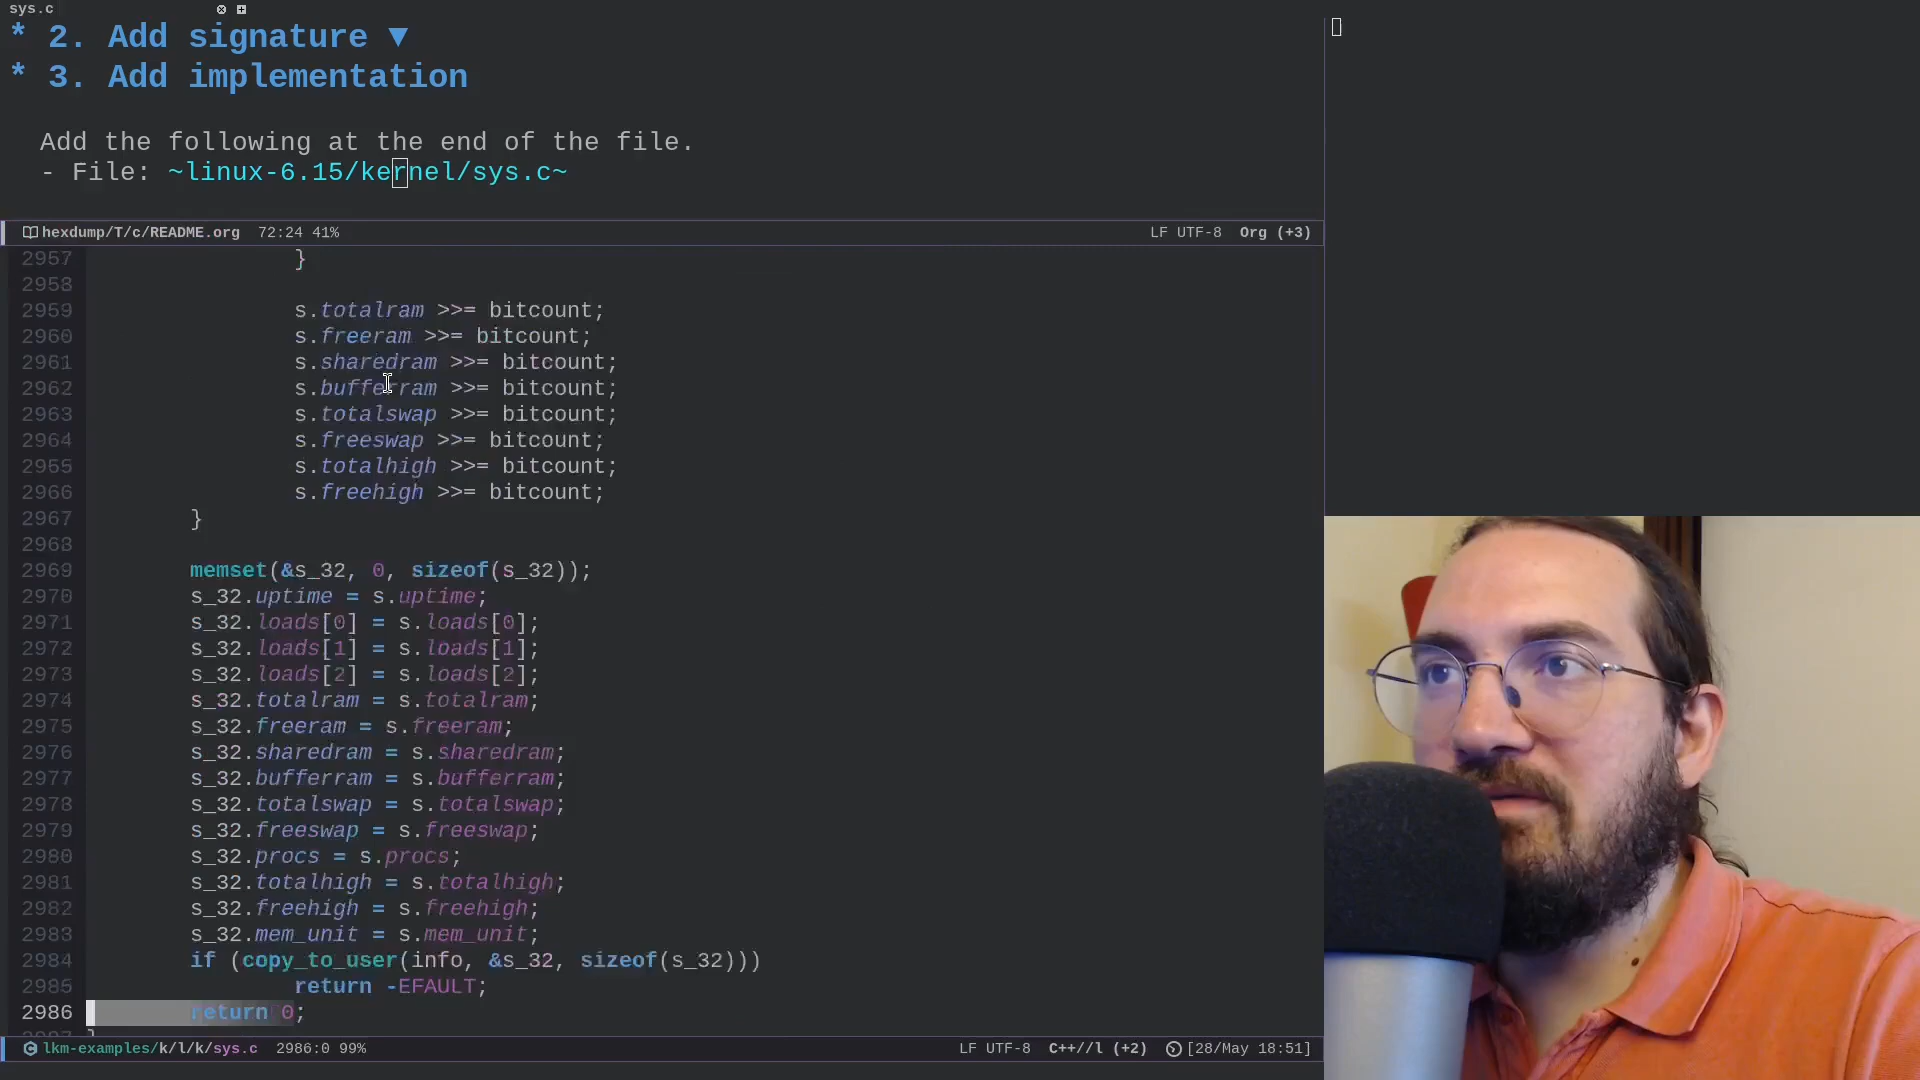 sys.c
* 2. Add signature ▼
* 3. Add implementation
Add the following at the end of the file.
- File: ~linux-6.15/kernel/sys.c~
hexdump/T/c/README.org 72:24 41% LF UTF-8 Org (+3)
2957 }
2958
2959 s.totalram >>= bitcount;
2960 s.freeram >>= bitcount;
2961 s.sharedram >>= bitcount;
2962 s.bufferram >>= bitcount;
2963 s.totalswap >>= bitcount;
2964 s.freeswap >>= bitcount;
2965 s.totalhigh >>= bitcount;
2966 s.freehigh >>= bitcount;
2967 }
2968
2969 memset(&s_32, 0, sizeof(s_32));
2970 s_32.uptime = s.uptime;
2971 s_32.loads[0] = s.loads[0];
2972 s_32.loads[1] = s.loads[1];
2973 s_32.loads[2] = s.loads[2];
2974 s_32.totalram = s.totalram;
2975 s_32.freeram = s.freeram;
2976 s_32.sharedram = s.sharedram;
2977 s_32.bufferram = s.bufferram;
2978 s_32.totalswap = s.totalswap;
2979 s_32.freeswap = s.freeswap;
2980 s_32.procs = s.procs;
2981 s_32.totalhigh = s.totalhigh;
2982 s_32.freehigh = s.freehigh;
2983 s_32.mem_unit = s.mem_unit;
2984 if (copy_to_user(info, &s_32, sizeof(s_32)))
2985 return -EFAULT;
2986 return 0;
lkm-examples/k/l/k/sys.c 2986:0 99% LF UTF-8 C++//l (+2) [28/May 18:51]